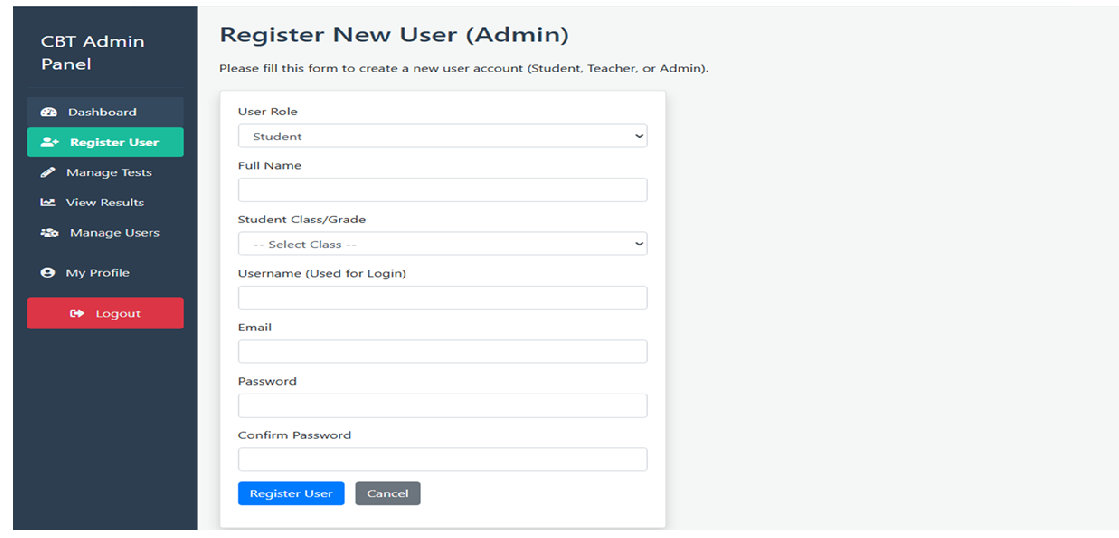 CBT Admin
Panel
Dashboard
Register User
Manage Tests
View Results
Manage Users
My Profile
Logout
Register New User (Admin)
Please fill this form to create a new user account (Student, Teacher, or Admin).
User Role
Student
Full Name
Student Class/Grade
-- Select Class --
Username (Used for Login)
Email
Password
Confirm Password
Register User
Cancel